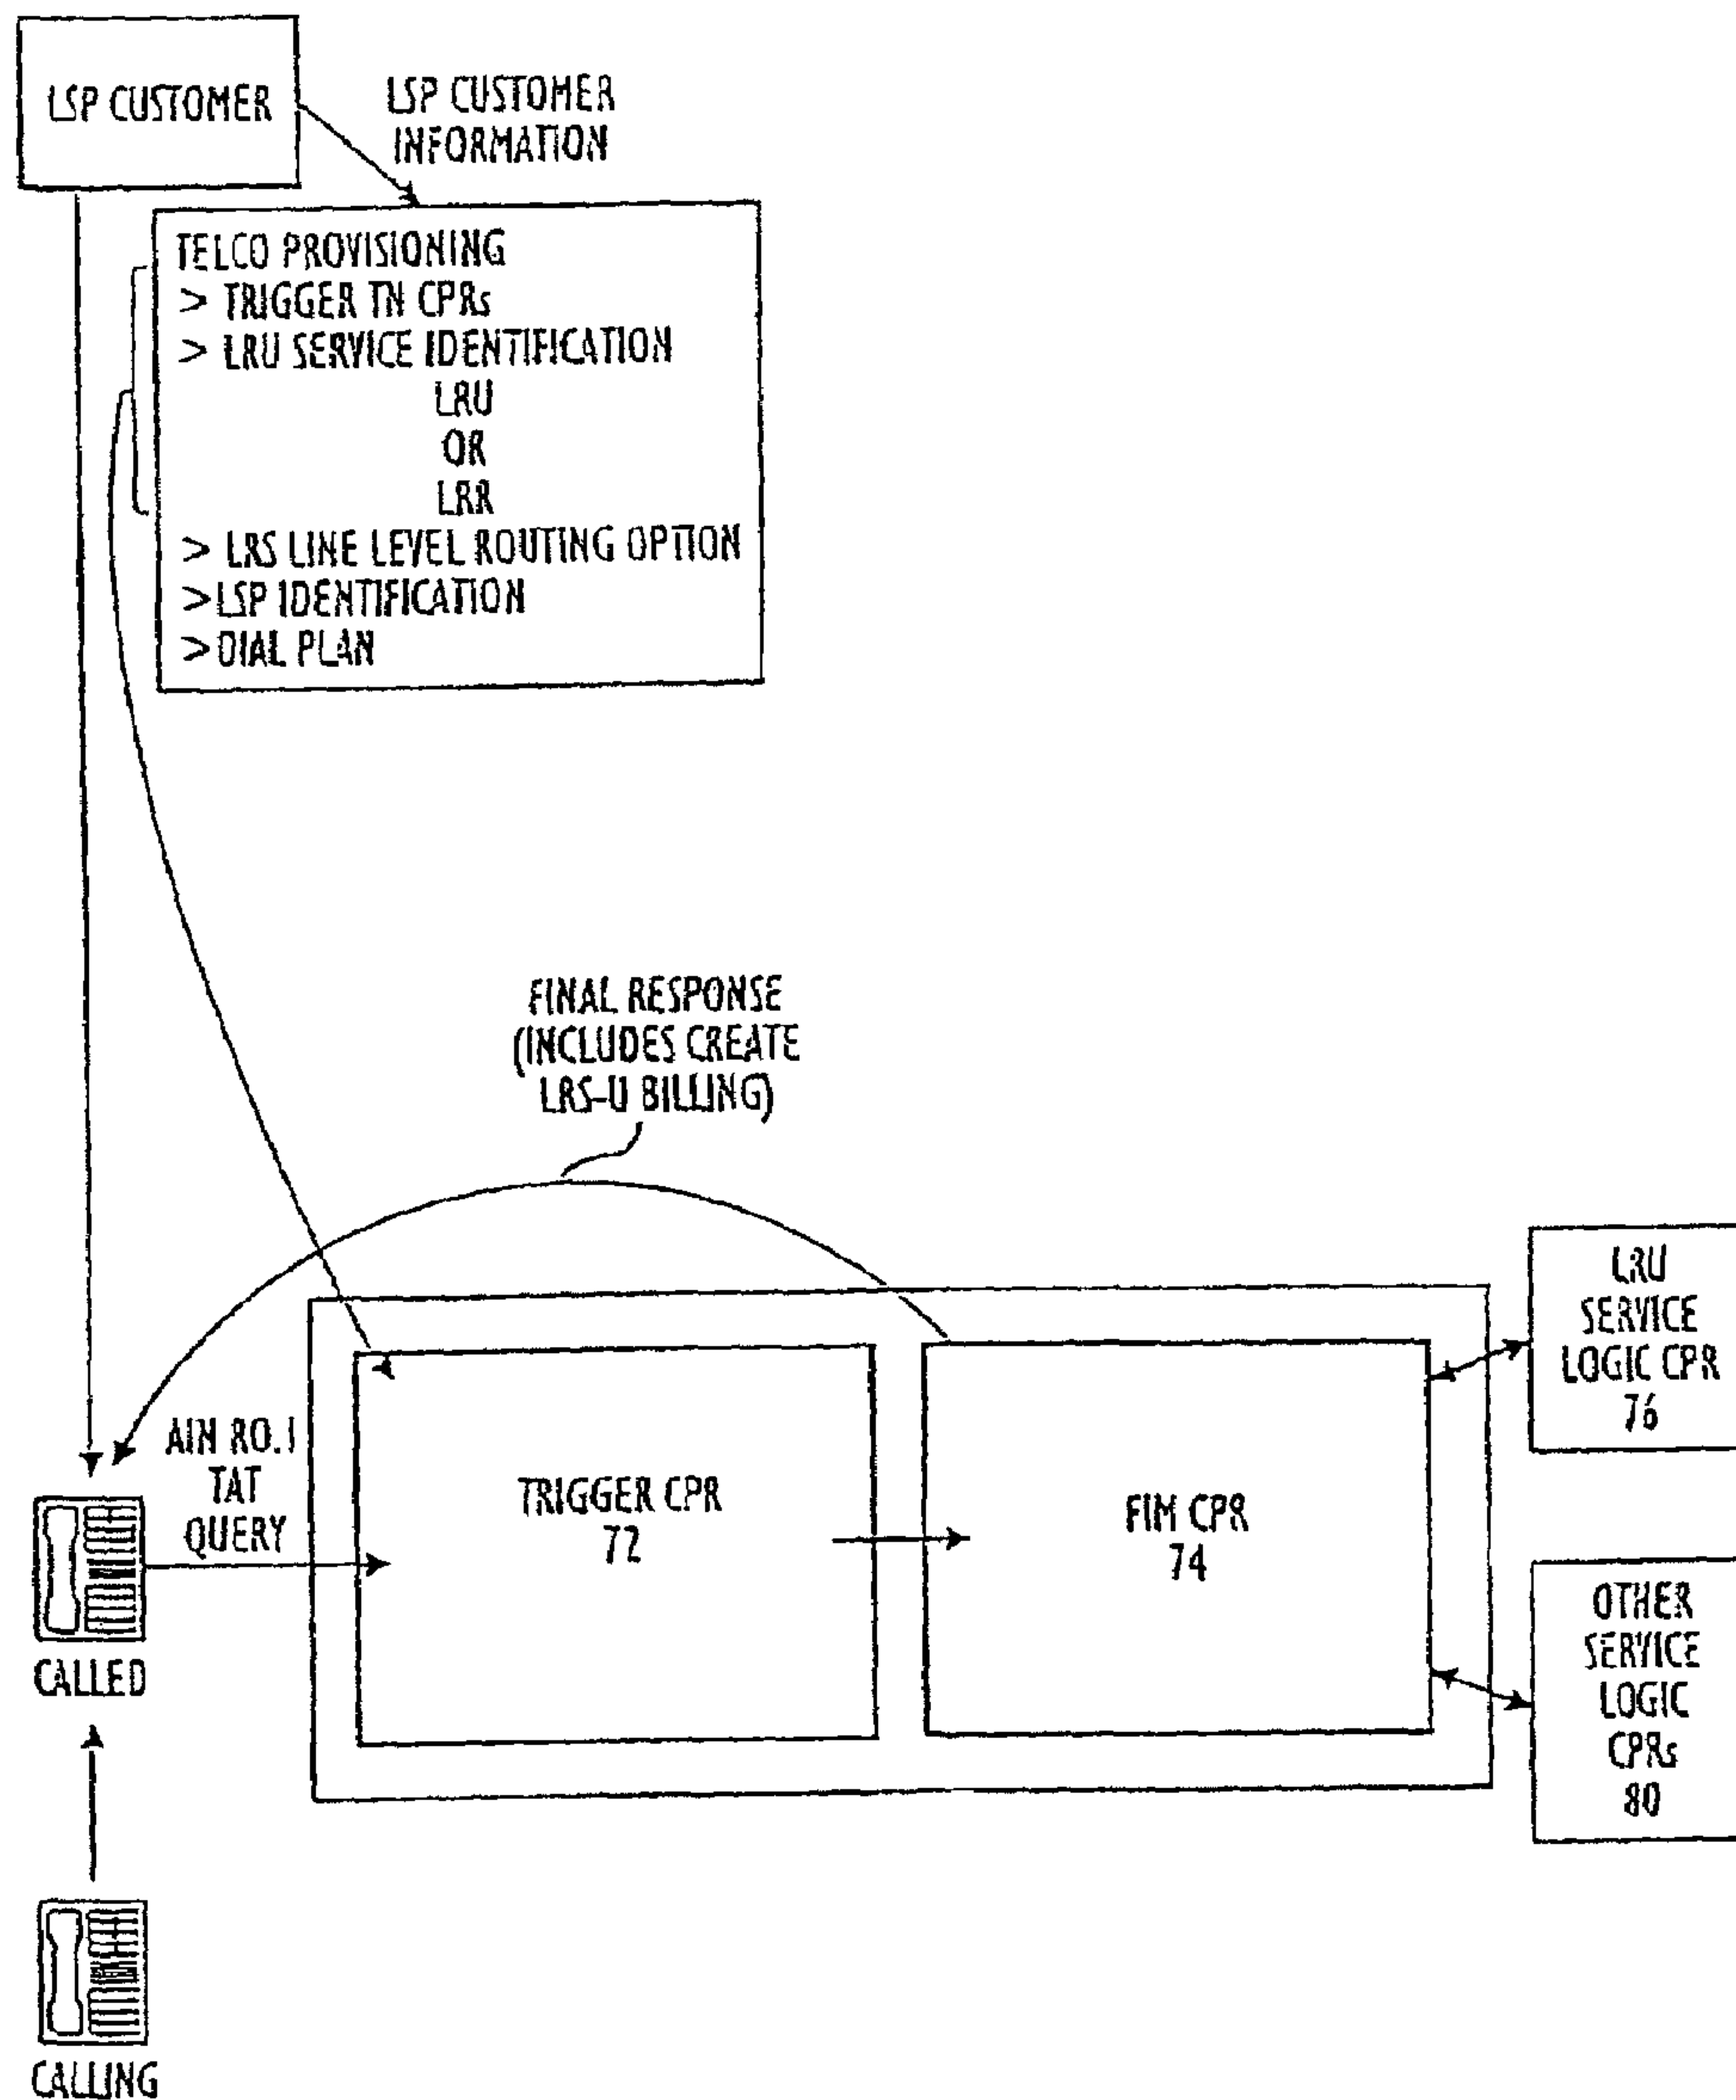 LSP CUSTOMER
LSP CUSTOMER
INFORMATION
TELCO PROVISIONING
> TRIGGER TN CPRs
> LRU SERVICE IDENTIFICATION
LRU
OR
LRR
> LRS LINE LEVEL ROUTING OPTION
>LSP IDENTIFICATION
>DIAL PLAN
FINAL RESPONSE
(INCLUDES CREATE
LRS-U BILLING)
AIN RO.1
TAT
QUERY
CALLED
CALLING
TRIGGER CPR
72
FIM CPR
74
LRU
SERVICE
LOGIC CPR
76
OTHER
SERVICE
LOGIC
CPRs
80